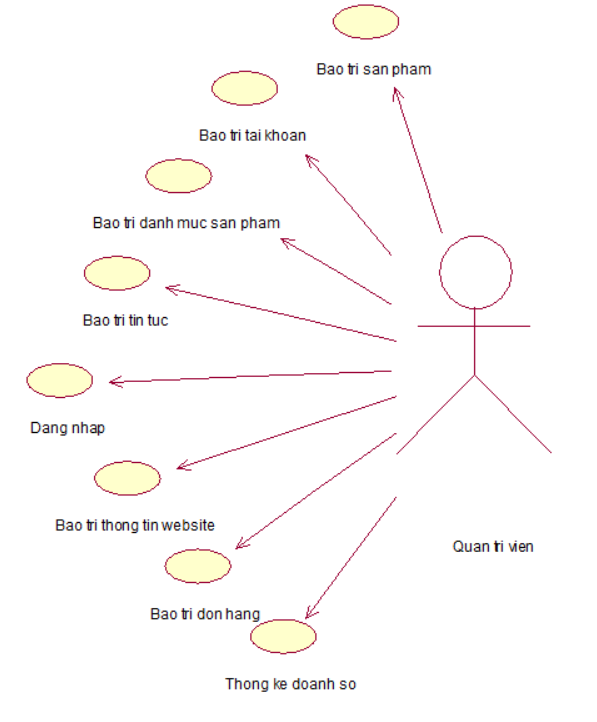 Bao tri san pham
Bao tri tai khoan
Bao tri danh muc san pham
Bao tri tin tuc
Dang nhap
Bao tri thong tin website
Quan tri vien
Bao tri don hang
Thong ke doanh so